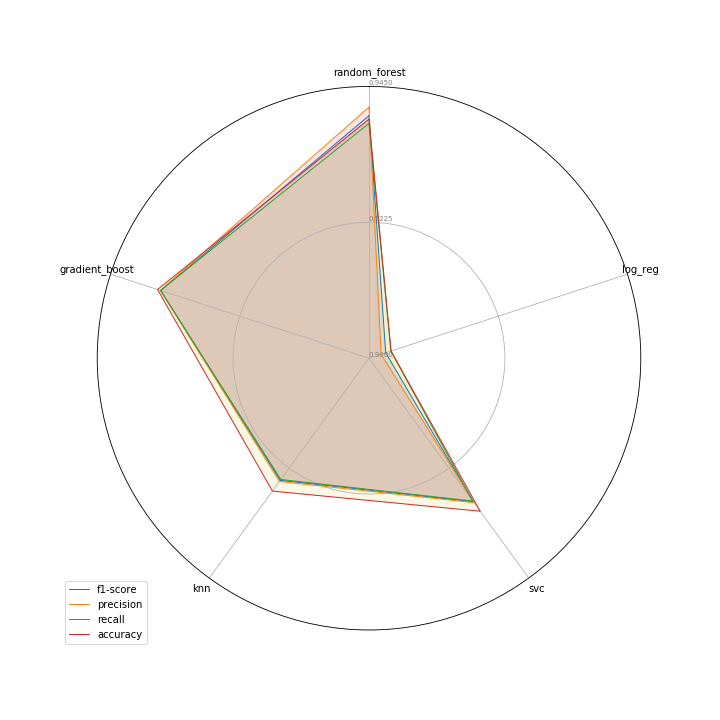 random_forest
0.9450
0.9225
gradient_boost
log_reg
0.9000
knn
svc
f1-score
precision
recall
accuracy